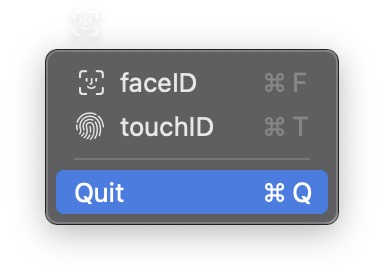 faceID ⌘ F
touchID ⌘ T
Quit ⌘ Q